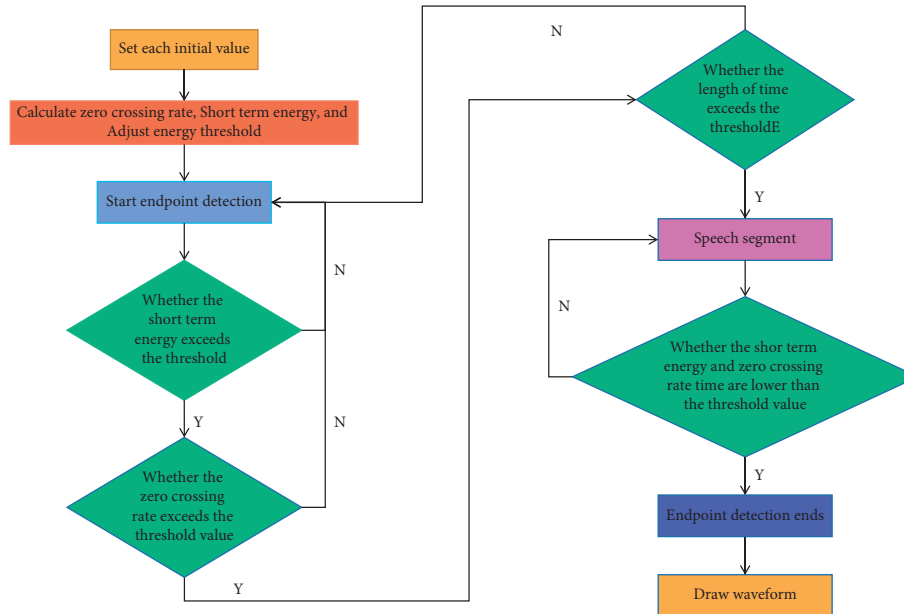 Set each initial value
Calculate zero crossing rate, Short term energy, and
Adjust energy threshold
Start endpoint detection
N
Whether the
short term
energy exceeds
the threshold
Y
N
Whether the
zero crossing
rate exceeds the
threshold value
Y
N
Whether the
length of time
exceeds the
thresholdE
Y
Speech segment
N
Whether the shor term
energy and zero crossing
rate time are lower than
the threshold value
Y
Endpoint detection ends
Draw waveform